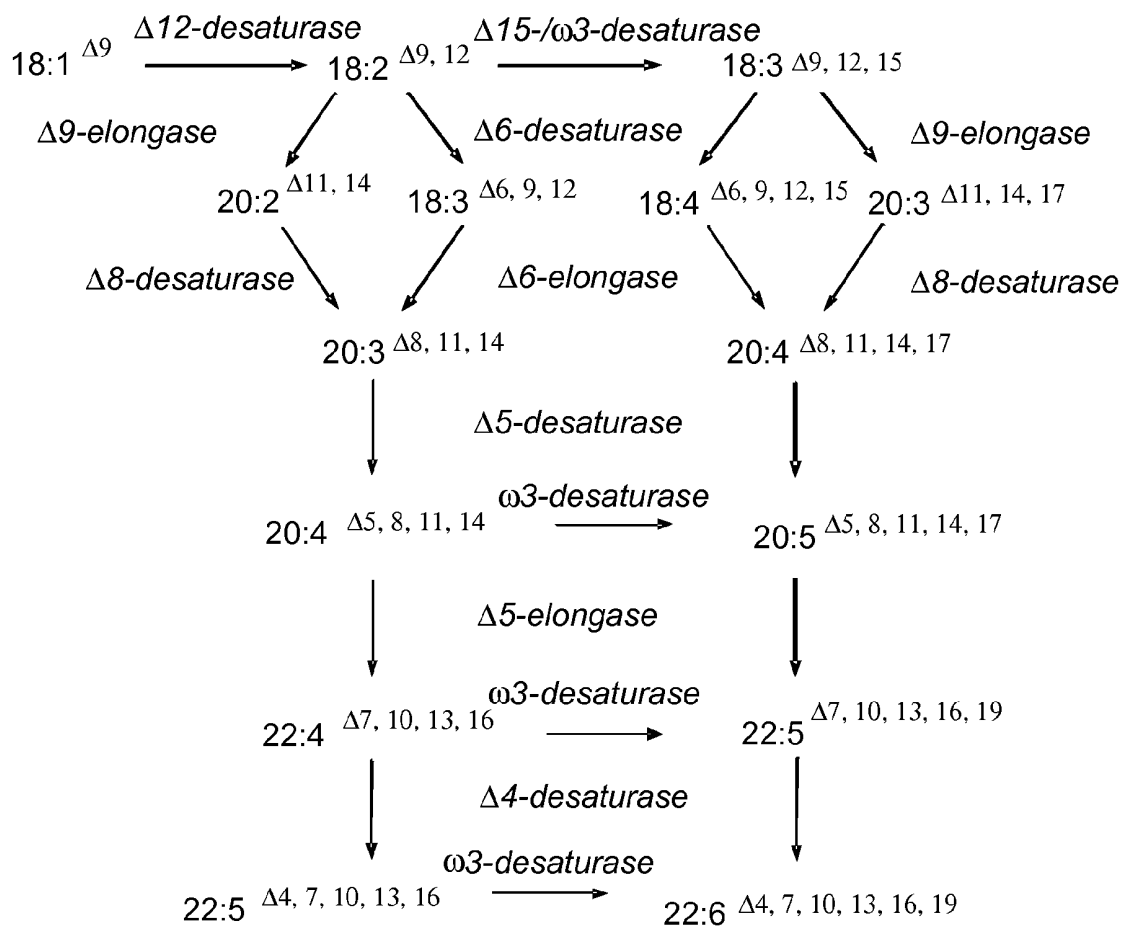 Δ12-desaturase Δ15-/ω3-desaturase
18:1 Δ9 18:2 Δ9, 12 18:3 Δ9, 12, 15
Δ9-elongase Δ6-desaturase Δ9-elongase
20:2 Δ11, 14 18:3 Δ6, 9, 12 18:4 Δ6, 9, 12, 15 20:3 Δ11, 14, 17
Δ8-desaturase Δ6-elongase Δ8-desaturase
20:3 Δ8, 11, 14 20:4 Δ8, 11, 14, 17
Δ5-desaturase
ω3-desaturase
20:4 Δ5, 8, 11, 14 20:5 Δ5, 8, 11, 14, 17
Δ5-elongase
ω3-desaturase
22:4 Δ7, 10, 13, 16 22:5 Δ7, 10, 13, 16, 19
Δ4-desaturase
ω3-desaturase
22:5 Δ4, 7, 10, 13, 16 22:6 Δ4, 7, 10, 13, 16, 19